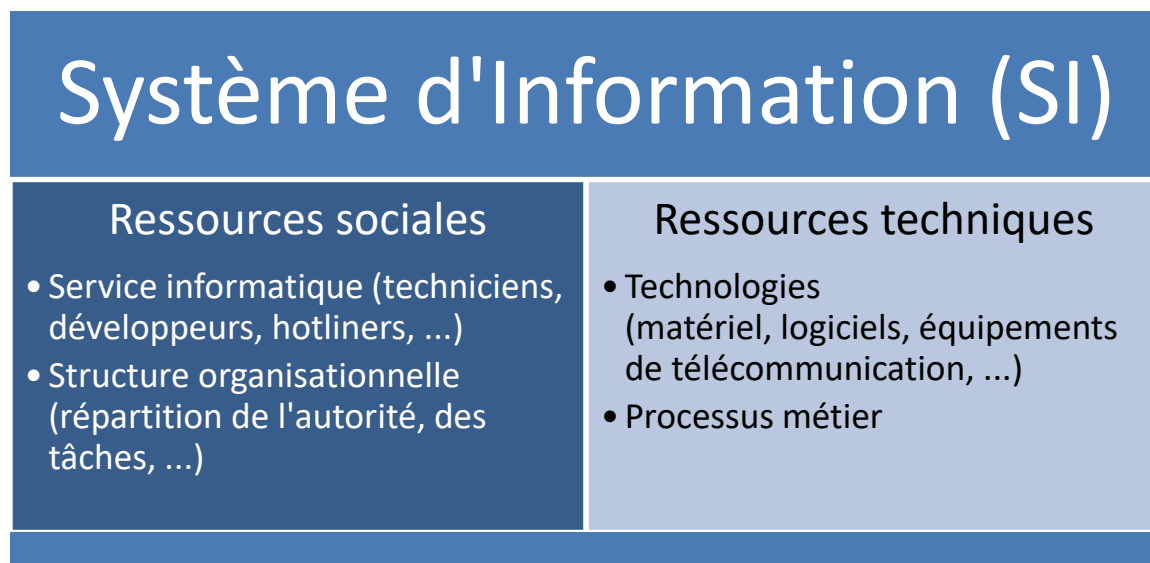 Système d'Information (SI)
Ressources sociales
• Service informatique (techniciens,
développeurs, hotliners, ...)
• Structure organisationnelle
(répartition de l'autorité, des
tâches, ...)
Ressources techniques
• Technologies
(matériel, logiciels, équipements
de télécommunication, ...)
• Processus métier